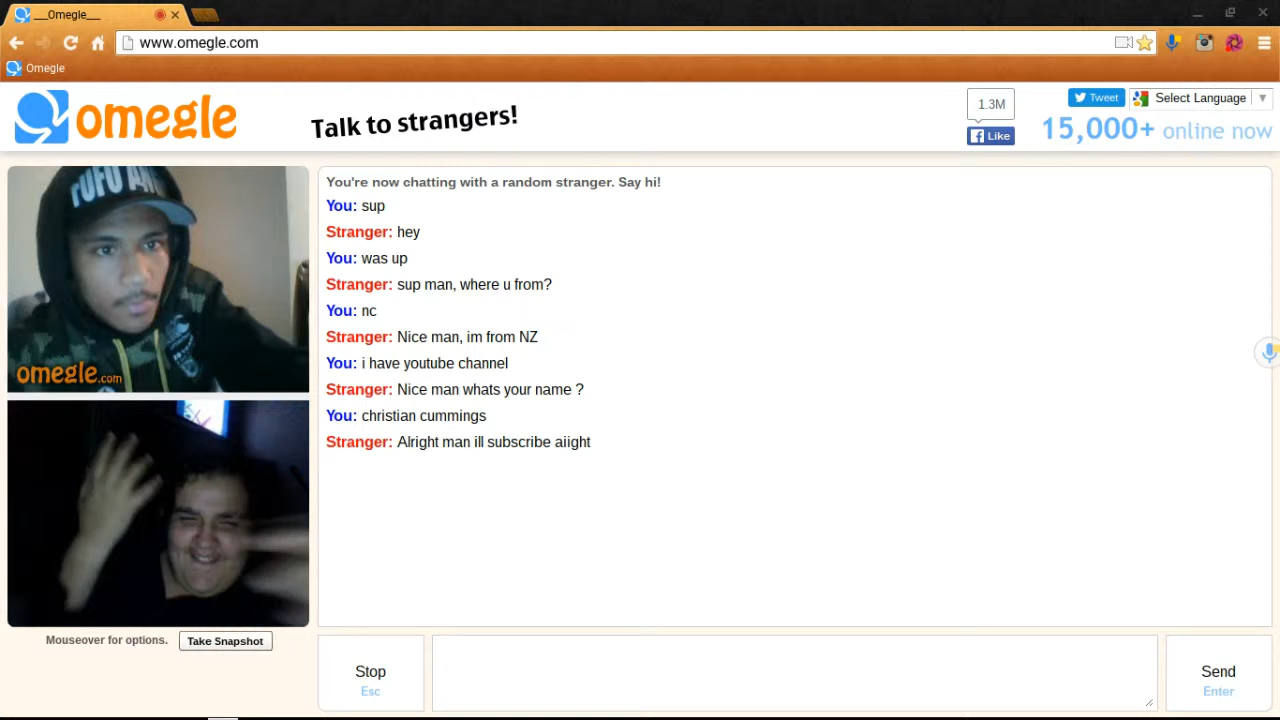 __Omegle__
www.omegle.com
Omegle
omegle
Talk to strangers!
1.3M
Like
Tweet
Select Language
15,000+ online now
omegle.com
You're now chatting with a random stranger. Say hi!
You: sup
Stranger: hey
You: was up
Stranger: sup man, where u from?
You: nc
Stranger: Nice man, im from NZ
You: i have youtube channel
Stranger: Nice man whats your name ?
You: christian cummings
Stranger: Alright man ill subscribe aiight
Mouseover for options.
Take Snapshot
Stop
Esc
Send
Enter